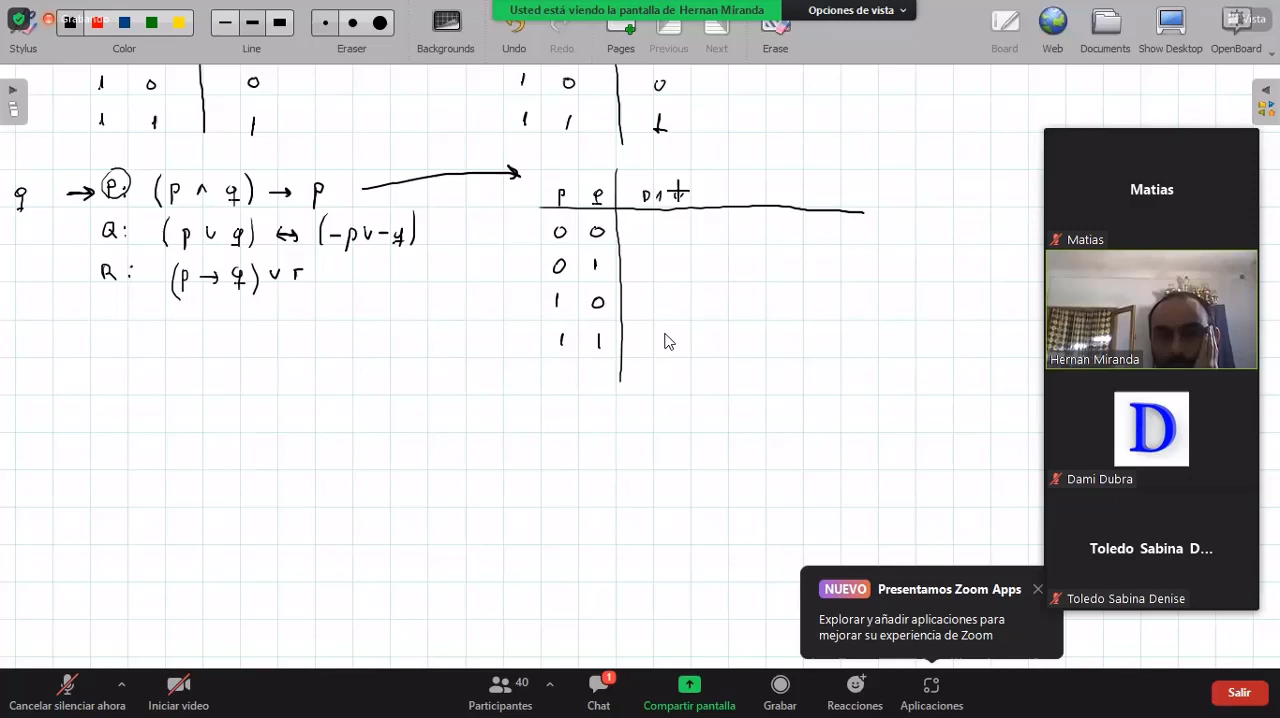 Usted está viendo la pantalla de Hernan Miranda
Opciones de vista
Grabando
Vista
Stylus
Color
Line
Eraser
Backgrounds
Undo
Redo
Pages
Previous
Next
Erase
Board
Web
Documents
Show Desktop
OpenBoard
1 0 0
1 1 1
1 0 0
1 1 1
q → P: (p ∧ q) → p
Q: (p ∨ q) ↔ (-p ∨ -q)
R: (p → q) ∨ r
p q p ∧
0 0
0 1
1 0
1 1
Matias
Matias
Hernan Miranda
D
Dami Dubra
Toledo Sabina D...
Toledo Sabina Denise
NUEVO Presentamos Zoom Apps
Explorar y añadir aplicaciones para
mejorar su experiencia de Zoom
Cancelar silenciar ahora
Iniciar video
40
Participantes
1
Chat
Compartir pantalla
Grabar
Reacciones
Aplicaciones
Salir